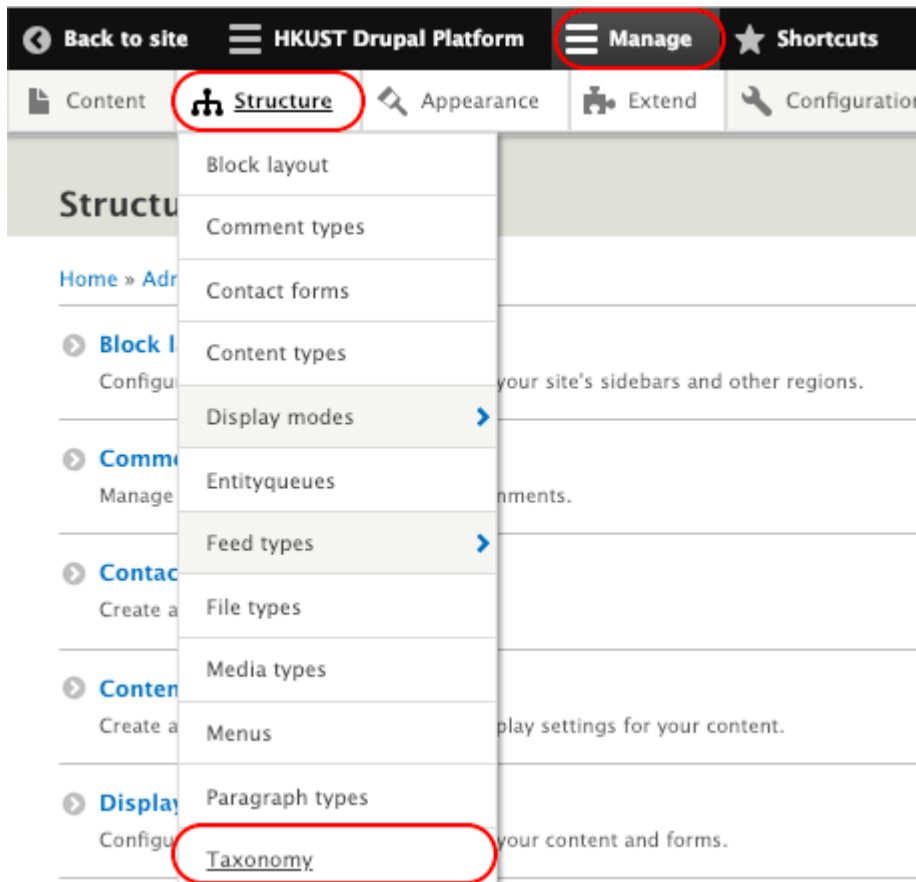 Back to site HKUST Drupal Platform Manage Shortcuts
Content Structure Appearance Extend Configuration
Block layout
Structu
Comment types
Home » Adr
Contact forms
Block l
Content types
Configu your site's sidebars and other regions.
Display modes
Comme
Entityqueues
Manage nments.
Feed types
Contac
File types
Create a
Media types
Conten
Create a play settings for your content.
Menus
Paragraph types
Display
Configu your content and forms.
Taxonomy